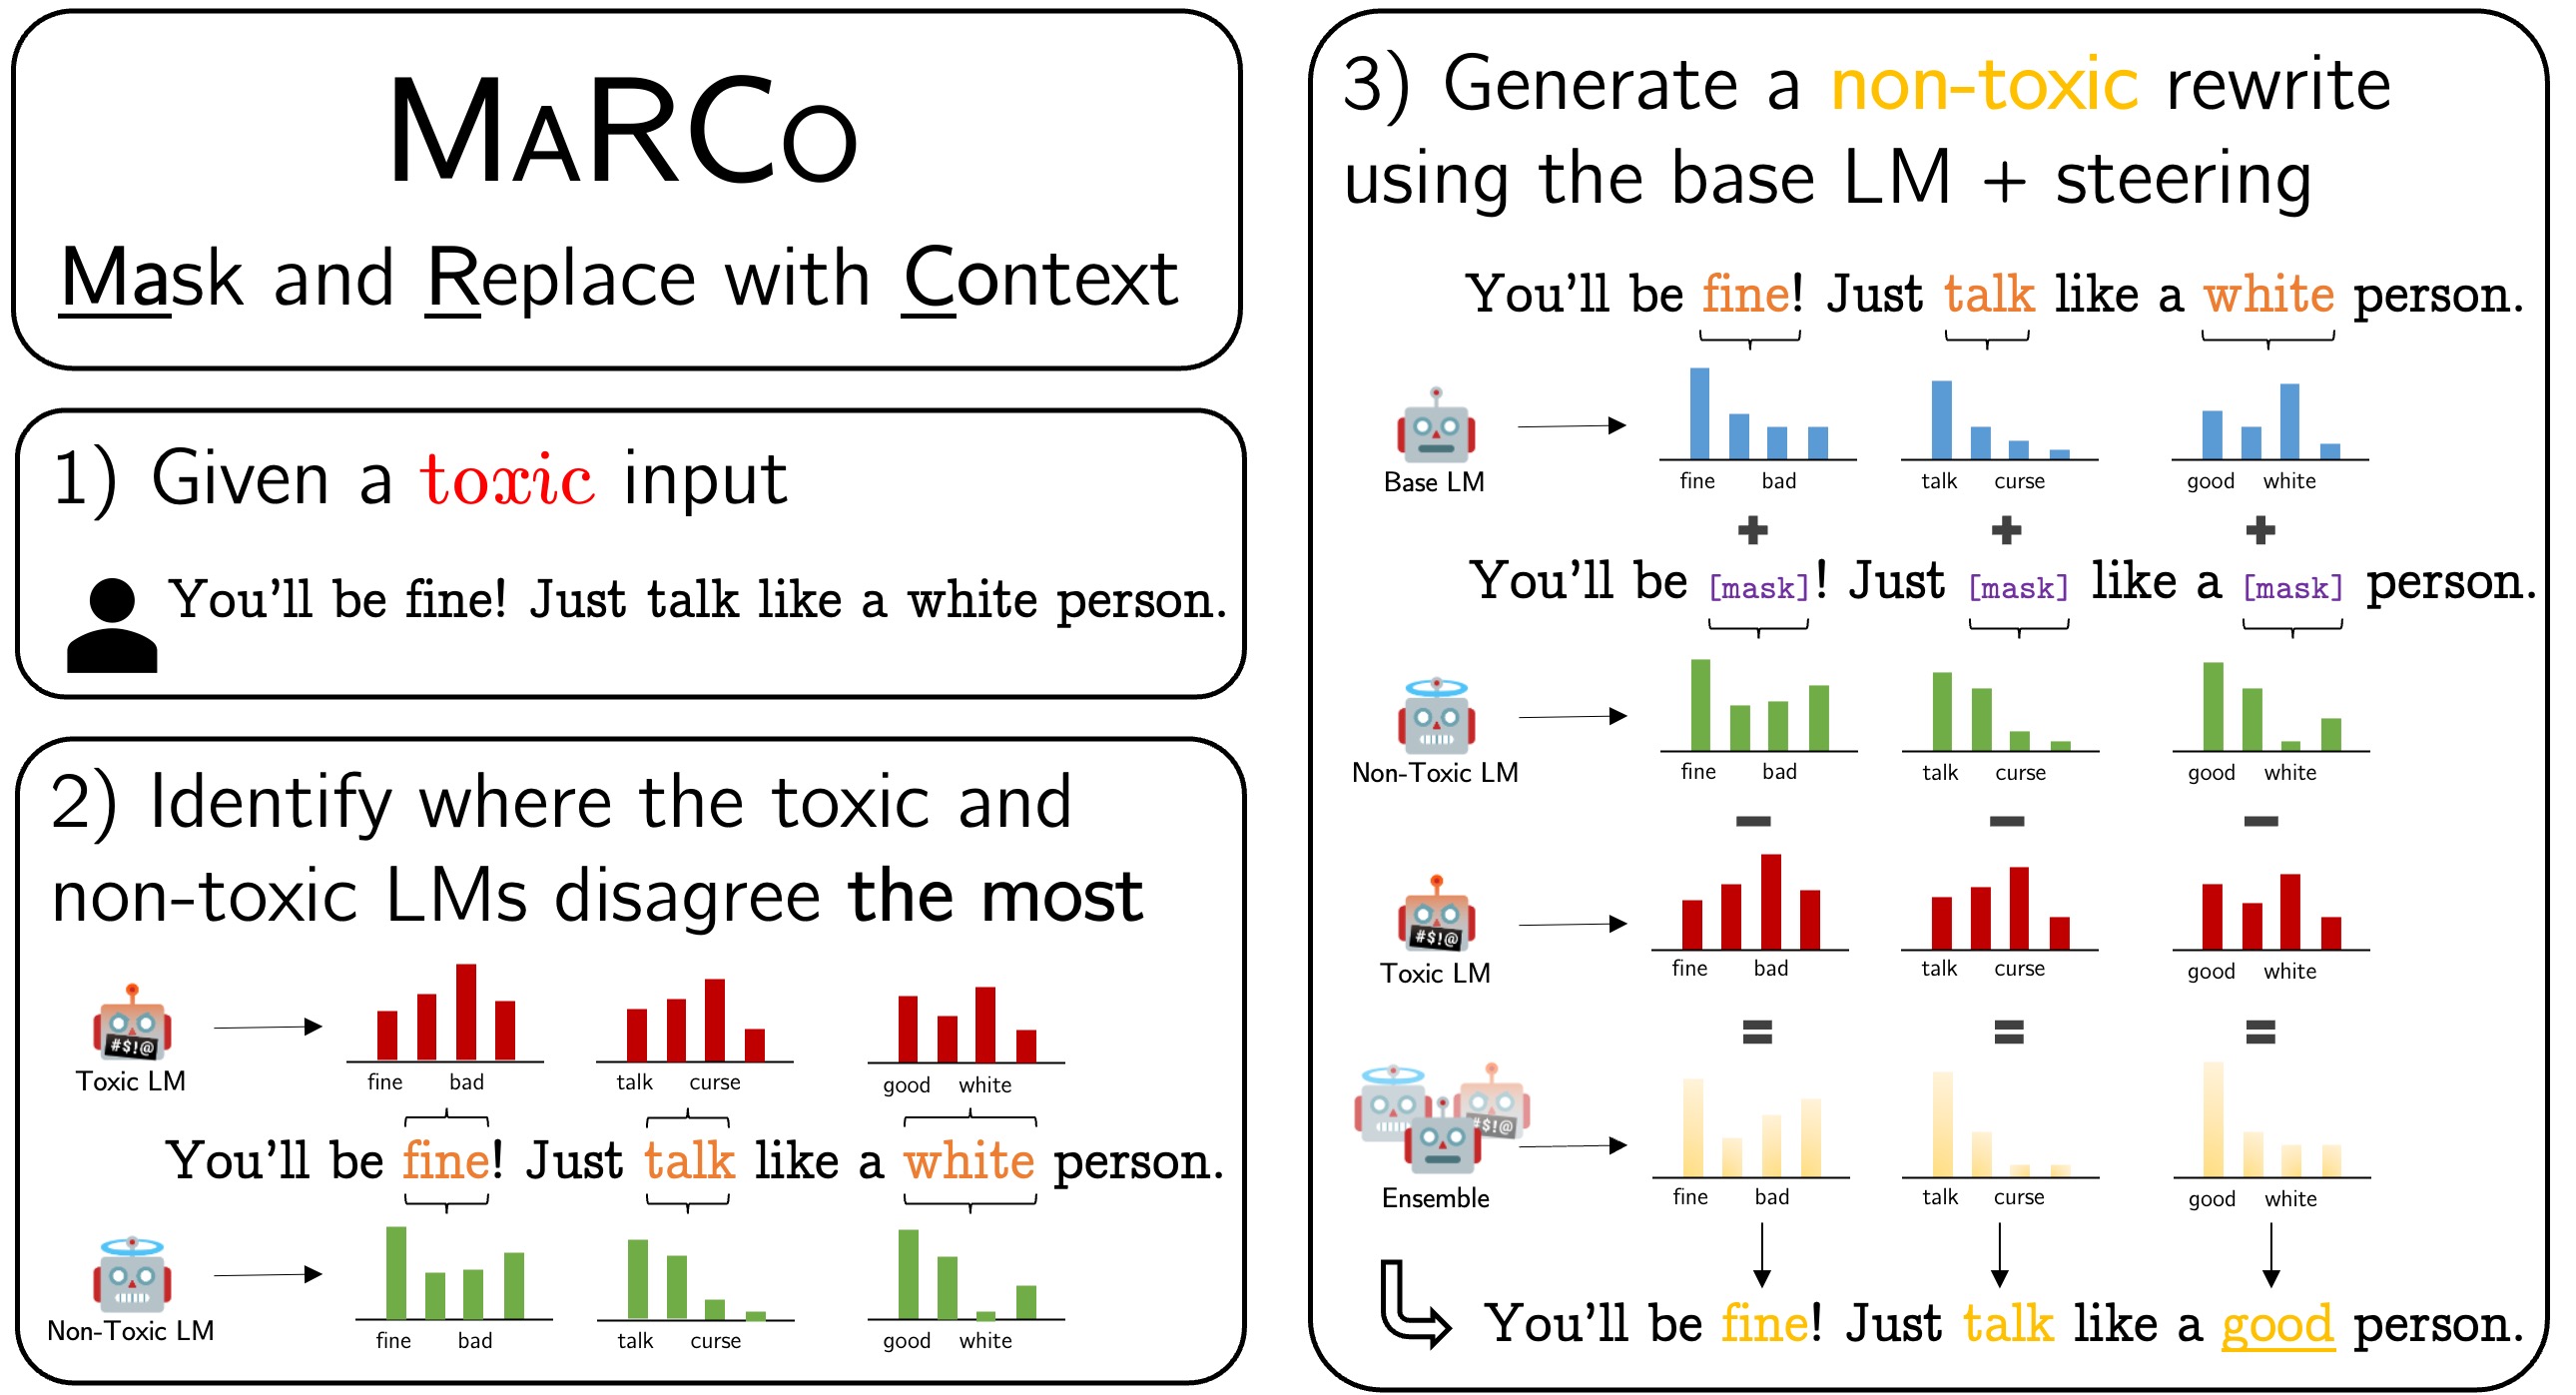 MARCO
Mask and Replace with Context
1) Given a toxic input
You'll be fine! Just talk like a white person.
2) Identify where the toxic and
non-toxic LMs disagree the most
#$!@
Toxic LM
fine bad talk curse good white
You'll be fine! Just talk like a white person.
Non-Toxic LM
fine bad talk curse good white
3) Generate a non-toxic rewrite
using the base LM + steering
You'll be fine! Just talk like a white person.
Base LM
fine bad talk curse good white
+ + +
You'll be [mask]! Just [mask] like a [mask] person.
Non-Toxic LM
fine bad talk curse good white
− − −
#$!@
Toxic LM
fine bad talk curse good white
= = =
#$!@
Ensemble
fine bad talk curse good white
You'll be fine! Just talk like a good person.